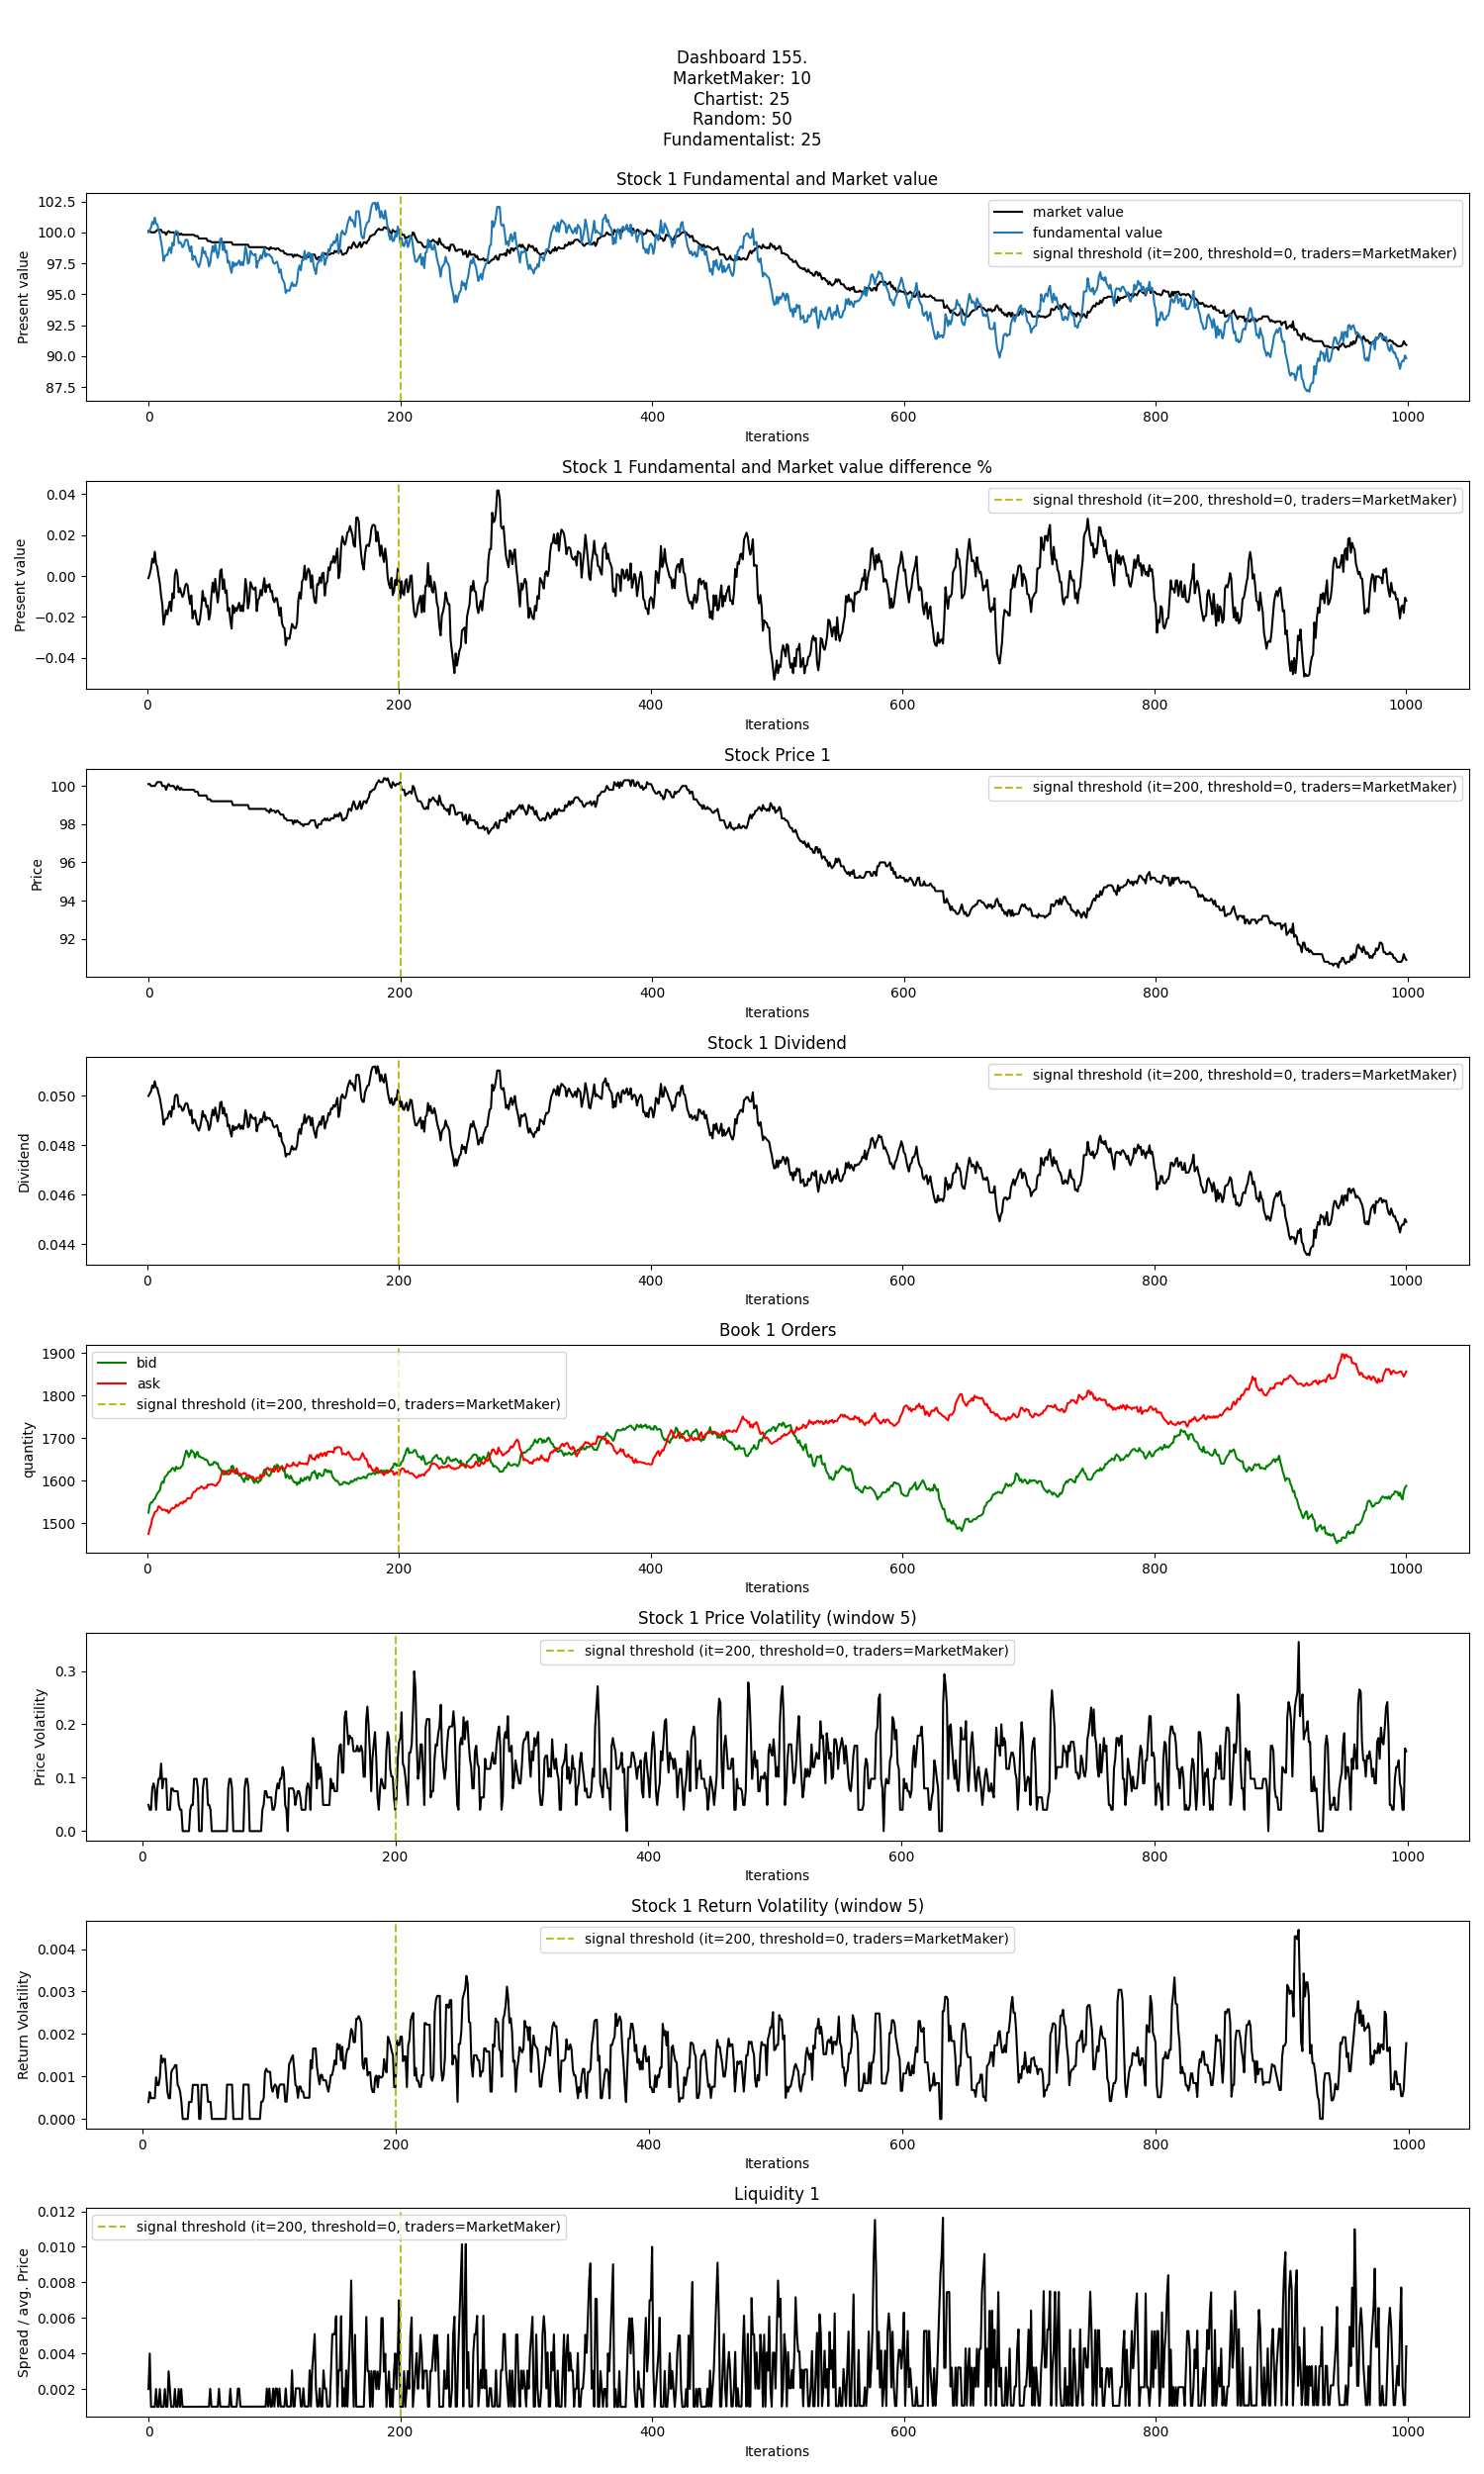 Dashboard 155.
MarketMaker: 10
Chartist: 25
Random: 50
Fundamentalist: 25
Stock 1 Fundamental and Market value
market value
fundamental value
signal threshold (it=200, threshold=0, traders=MarketMaker)
102.5
100.0
97.5
95.0
92.5
90.0
87.5
Present value
0 200 400 600 800 1000
Iterations
Stock 1 Fundamental and Market value difference %
signal threshold (it=200, threshold=0, traders=MarketMaker)
0.04
0.02
0.00
−0.02
−0.04
Present value
0 200 400 600 800 1000
Iterations
Stock Price 1
signal threshold (it=200, threshold=0, traders=MarketMaker)
100
98
96
94
92
Price
0 200 400 600 800 1000
Iterations
Stock 1 Dividend
signal threshold (it=200, threshold=0, traders=MarketMaker)
0.050
0.048
0.046
0.044
Dividend
0 200 400 600 800 1000
Iterations
Book 1 Orders
bid
ask
signal threshold (it=200, threshold=0, traders=MarketMaker)
1900
1800
1700
1600
1500
quantity
0 200 400 600 800 1000
Iterations
Stock 1 Price Volatility (window 5)
signal threshold (it=200, threshold=0, traders=MarketMaker)
0.3
0.2
0.1
0.0
Price Volatility
0 200 400 600 800 1000
Iterations
Stock 1 Return Volatility (window 5)
signal threshold (it=200, threshold=0, traders=MarketMaker)
0.004
0.003
0.002
0.001
0.000
Return Volatility
0 200 400 600 800 1000
Iterations
Liquidity 1
signal threshold (it=200, threshold=0, traders=MarketMaker)
0.012
0.010
0.008
0.006
0.004
0.002
Spread / avg. Price
0 200 400 600 800 1000
Iterations